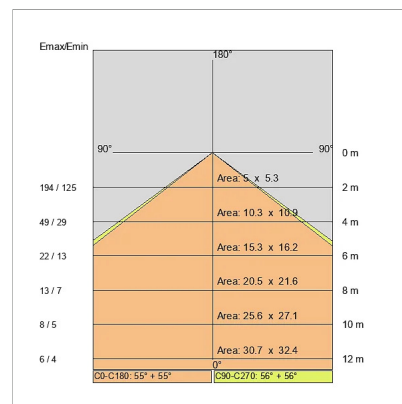 Emax/Emin
180°
90° 90° 0 m
Area: 5 x 5.3
194 / 125 2 m
Area: 10.3 x 10.9
49 / 29 4 m
Area: 15.3 x 16.2
22 / 13 6 m
Area: 20.5 x 21.6
13 / 7 8 m
Area: 25.6 x 27.1
8 / 5 10 m
Area: 30.7 x 32.4
6 / 4 12 m
0°
C0-C180: 55° + 55° C90-C270: 56° + 56°